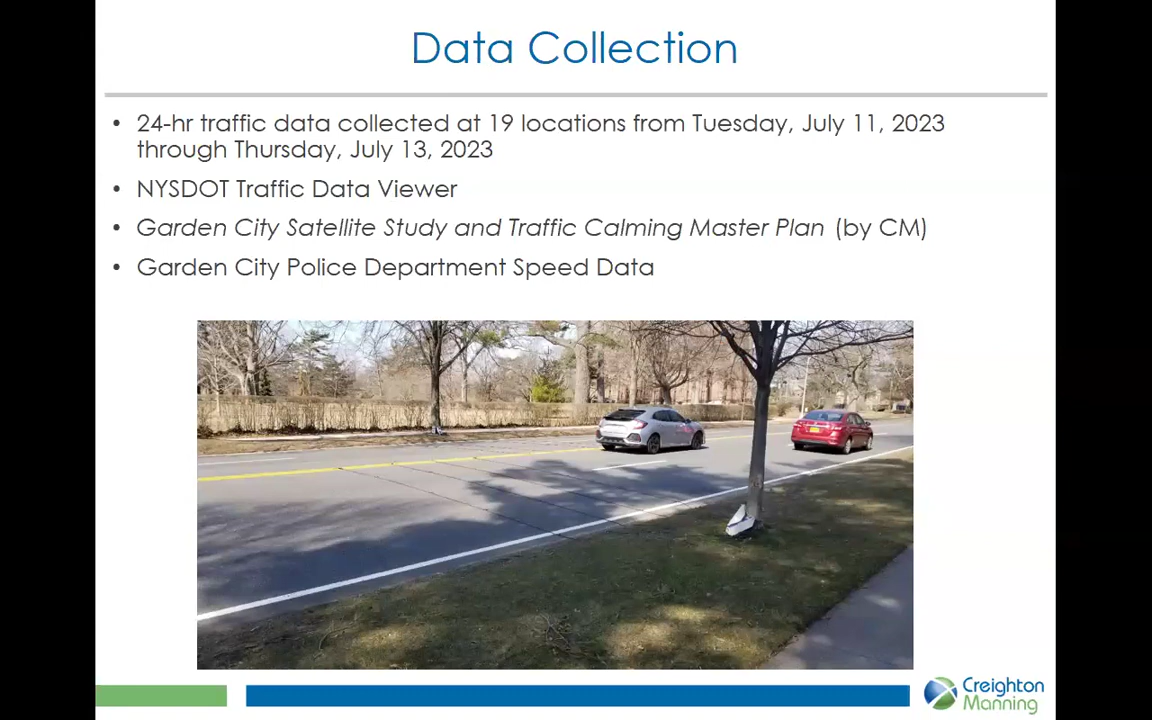 Data Collection
• 24-hr traffic data collected at 19 locations from Tuesday, July 11, 2023
through Thursday, July 13, 2023
• NYSDOT Traffic Data Viewer
• Garden City Satellite Study and Traffic Calming Master Plan (by CM)
• Garden City Police Department Speed Data
Creighton
Manning